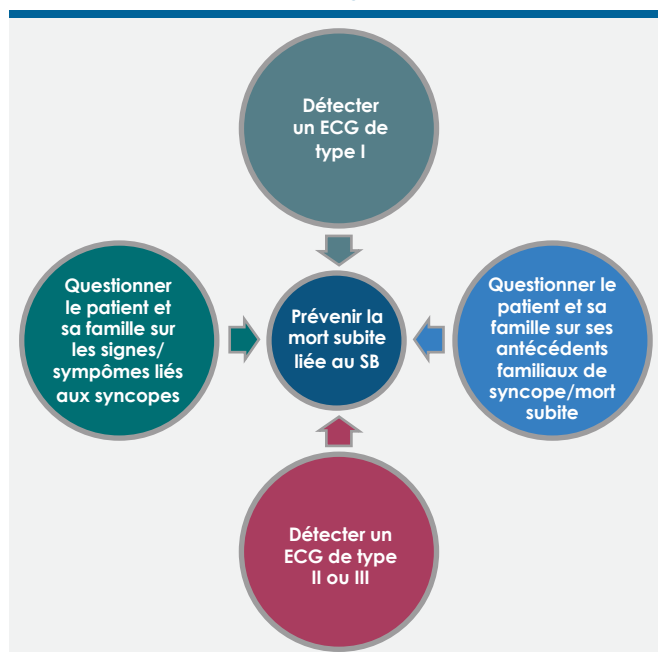 Détecter
un ECG de
type I
Questionner
le patient et
sa famille sur
les signes/
sympômes liés
aux syncopes
Prévenir la
mort subite
liée au SB
Questionner le
patient et sa
famille sur ses
antécédents
familiaux de
syncope/mort
subite
Détecter un
ECG de type
II ou III